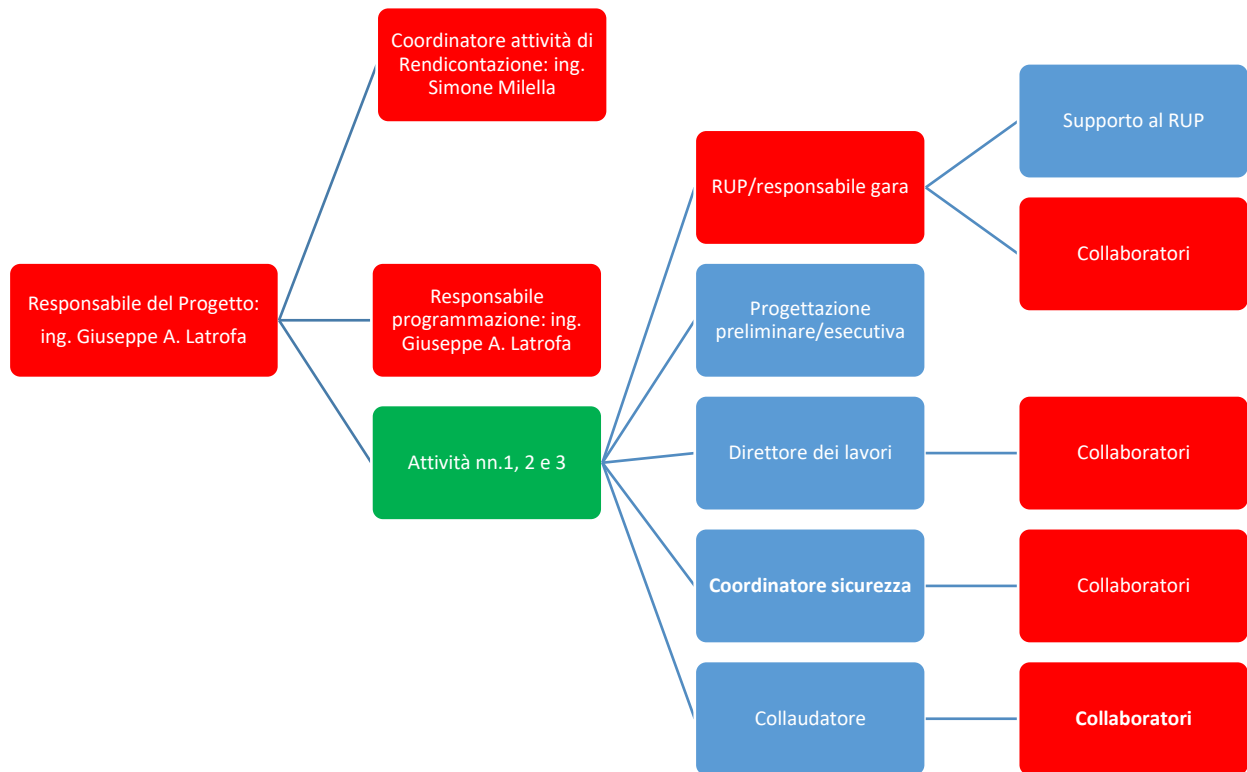 Coordinatore attività di
Rendicontazione: ing.
Simone Milella
Supporto al RUP
RUP/responsabile gara
Collaboratori
Responsabile del Progetto:
ing. Giuseppe A. Latrofa
Responsabile
programmazione: ing.
Giuseppe A. Latrofa
Progettazione
preliminare/esecutiva
Attività nn.1, 2 e 3
Direttore dei lavori
Collaboratori
Coordinatore sicurezza
Collaboratori
Collaudatore
Collaboratori